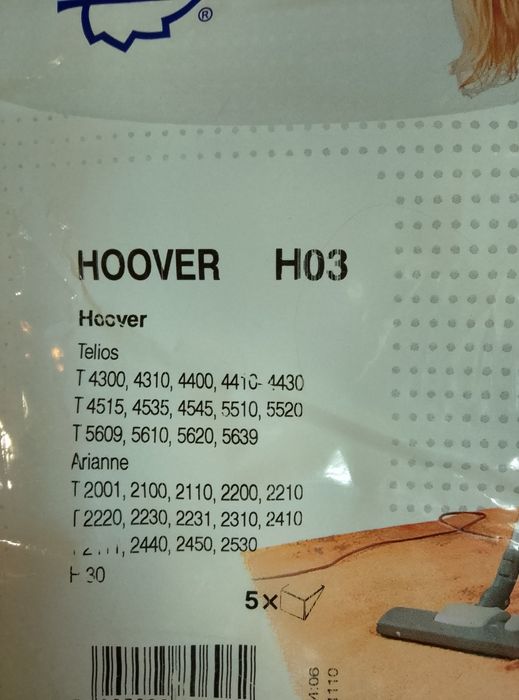 ®
HOOVER H03
Hoover
Telios
T 4300, 4310, 4400, 4410- 4430
T 4515, 4535, 4545, 5510, 5520
T 5609, 5610, 5620, 5639
Arianne
T 2001, 2100, 2110, 2200, 2210
T 2220, 2230, 2231, 2310, 2410
2440, 2450, 2530
30
5x
1110